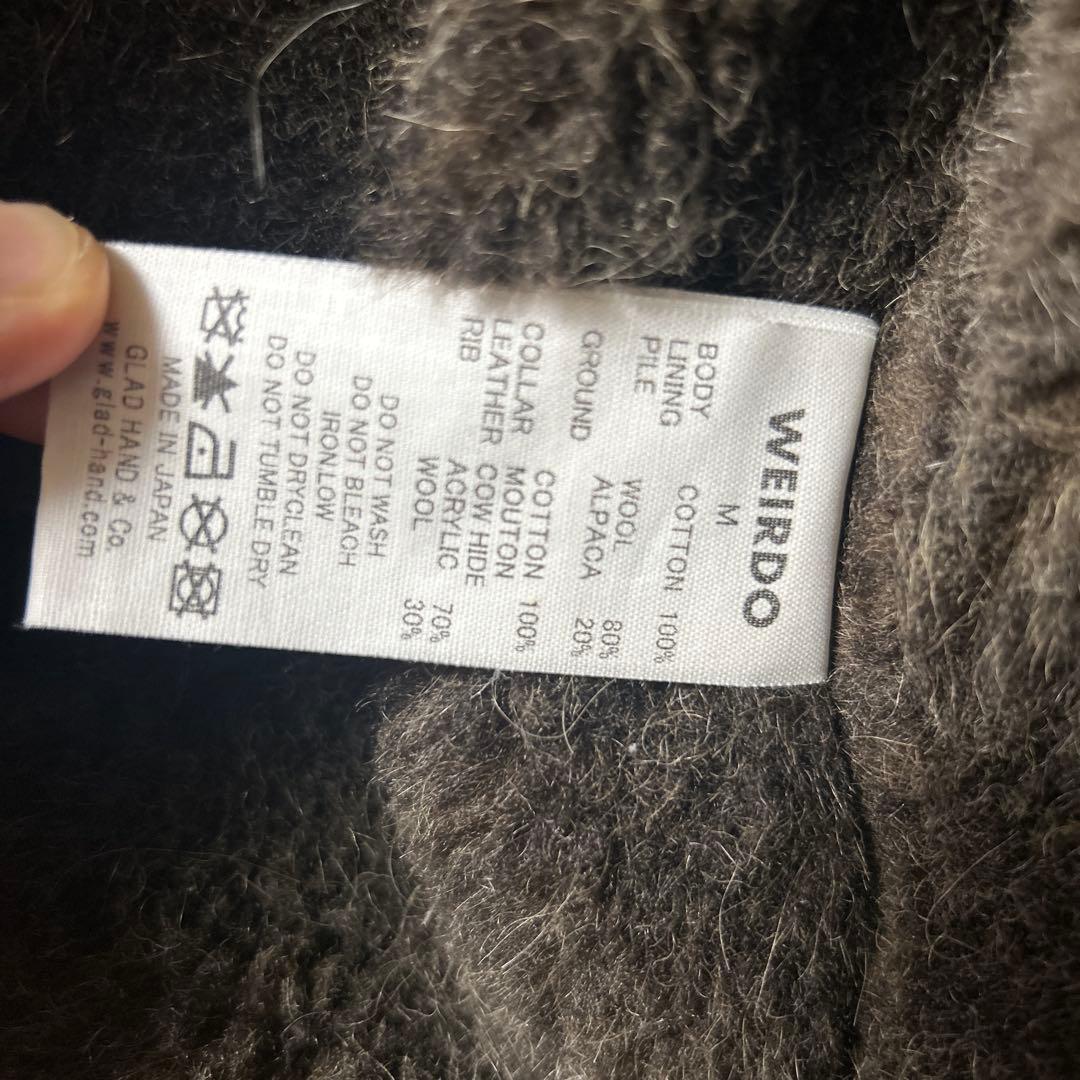 WEIRDO
M
BODY COTTON 100%
LINING
PILE WOOL 80%
ALPACA 20%
GROUND COTTON 100%
COLLAR MOUTON
LEATHER COW HIDE
RIB ACRYLIC 70%
WOOL 30%
DO NOT WASH
DO NOT BLEACH
IRON.LOW
DO NOT DRYCLEAN
DO NOT TUMBLE DRY
MADE IN JAPAN
GLAD HAND & Co.
www.glad-hand.com